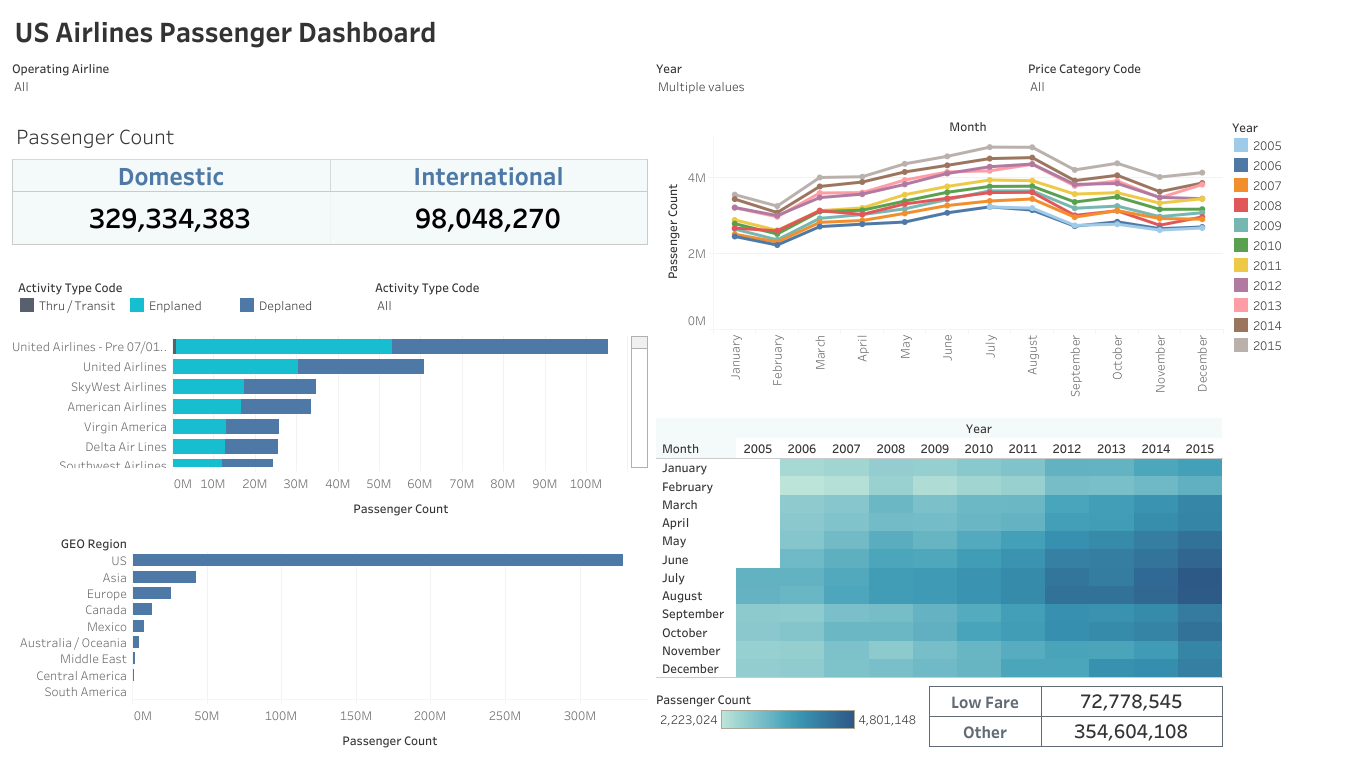 US Airlines Passenger Dashboard
Operating Airline
All
Year
Multiple values
Price Category Code
All
Passenger Count
Domestic International
329,334,383 98,048,270
Activity Type Code
Thru / Transit Enplaned Deplaned
Activity Type Code
All
United Airlines - Pre 07/01..
United Airlines
SkyWest Airlines
American Airlines
Virgin America
Delta Air Lines
Southwest Airlines
0M 10M 20M 30M 40M 50M 60M 70M 80M 90M 100M
Passenger Count
GEO Region
US
Asia
Europe
Canada
Mexico
Australia / Oceania
Middle East
Central America
South America
0M 50M 100M 150M 200M 250M 300M
Passenger Count
Month
Passenger Count
4M
2M
0M
January February March April May June July August September October November December
Year
2005
2006
2007
2008
2009
2010
2011
2012
2013
2014
2015
Year
Month 2005 2006 2007 2008 2009 2010 2011 2012 2013 2014 2015
January
February
March
April
May
June
July
August
September
October
November
December
Passenger Count
2,223,024 4,801,148
Low Fare 72,778,545
Other 354,604,108